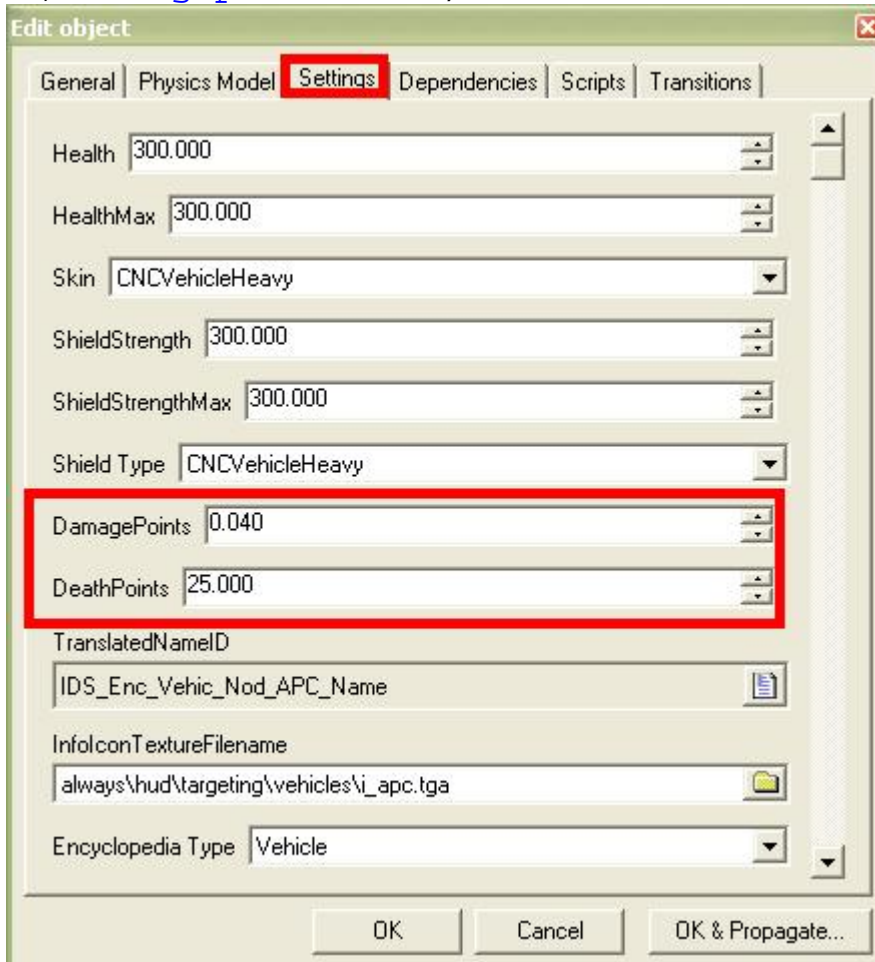 Edit object
General Physics Model Settings Dependencies Scripts Transitions
Health 300.000
HealthMax 300.000
Skin CNCVehicleHeavy
ShieldStrength 300.000
ShieldStrengthMax 300.000
Shield Type CNCVehicleHeavy
DamagePoints 0.040
DeathPoints 25.000
TranslatedNameID
IDS_Enc_Vehic_Nod_APC_Name
InfoIconTextureFilename
always\hud\targeting\vehicles\i_apc.tga
Encyclopedia Type Vehicle
OK Cancel OK & Propagate...